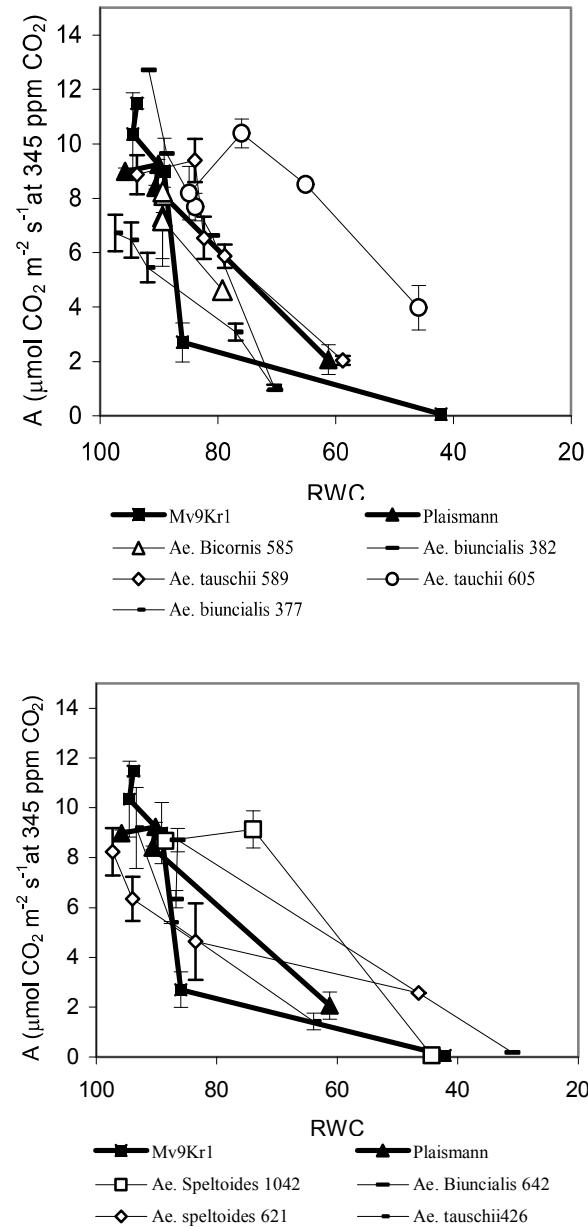 A (µmol CO₂ m⁻² s⁻¹ at 345 ppm CO₂)
14
12
10
8
6
4
2
0
100 80 60 40 20
RWC
Mv9Kr1 Plaismann
Ae. Bicornis 585 Ae. biuncialis 382
Ae. tauschii 589 Ae. tauchii 605
Ae. biuncialis 377
A (µmol CO₂ m⁻² s⁻¹ at 345 ppm CO₂)
14
12
10
8
6
4
2
0
100 80 60 40 20
RWC
Mv9Kr1 Plaismann
Ae. Speltoides 1042 Ae. Biuncialis 642
Ae. speltoides 621 Ae. tauschii426